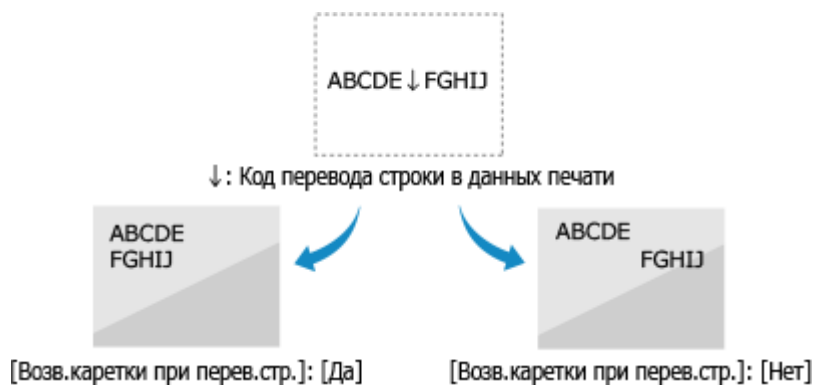 ABCDE↓FGHIJ
↓: Код перевода строки в данных печати
ABCDE
FGHIJ
ABCDE
FGHIJ
[Возв.каретки при перев.стр.]: [Да]
[Возв.каретки при перев.стр.]: [Нет]